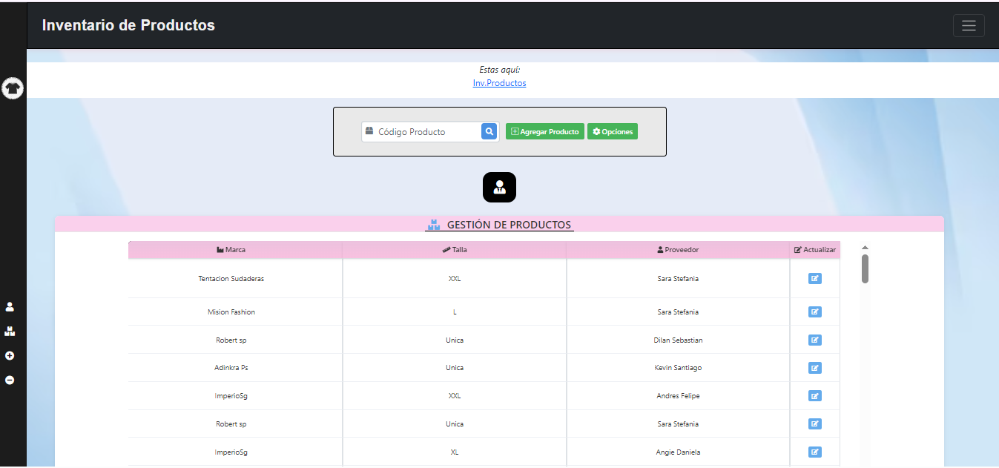 Inventario de Productos
Estas aquí:
Inv.Productos
Código Producto Agregar Producto Opciones
GESTIÓN DE PRODUCTOS
Marca Talla Proveedor Actualizar
Tentacion Sudaderas XXL Sara Stefania
Mision Fashion L Sara Stefania
Robert sp Unica Dilan Sebastian
Adinkra Ps Unica Kevin Santiago
ImperioSg XXL Andres Felipe
Robert sp Unica Sara Stefania
ImperioSg XL Angie Daniela